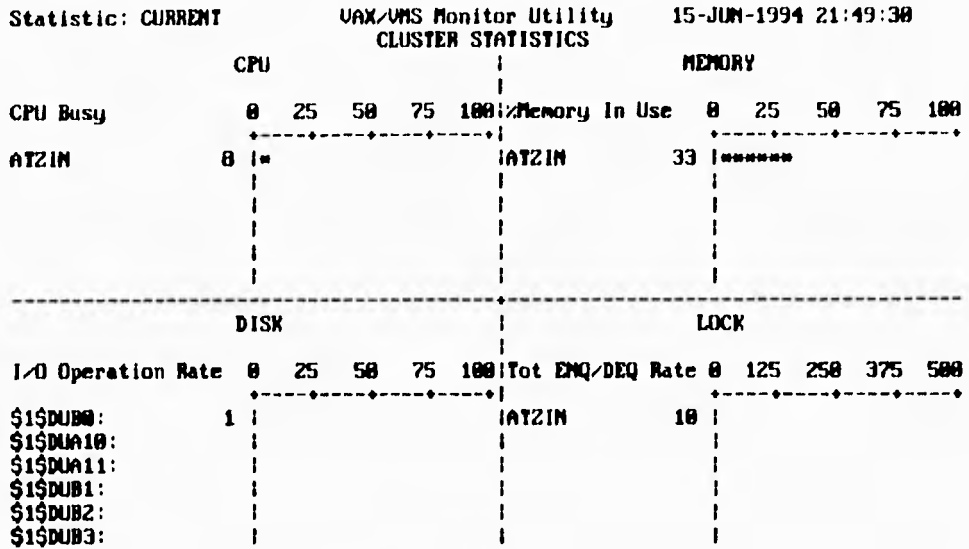 Statistic: CURRENT VAX/VMS Monitor Utility 15-JUN-1994 21:49:30
CLUSTER STATISTICS
CPU | MEMORY
|
CPU Busy 0 25 50 75 100|%Memory In Use 0 25 50 75 100
+----+----+----+----+| +----+----+----+----+
ATZIN 8 |* |ATZIN 33 |*******
DISK | LOCK
I/O Operation Rate 0 25 50 75 100|Tot ENQ/DEQ Rate 0 125 250 375 500
+----+----+----+----+| +----+----+----+----+
$1$DUB0: 1 | |ATZIN 10 |
$1$DUA10: | | |
$1$DUA11: | | |
$1$DUB1: | | |
$1$DUB2: | | |
$1$DUB3: | | |